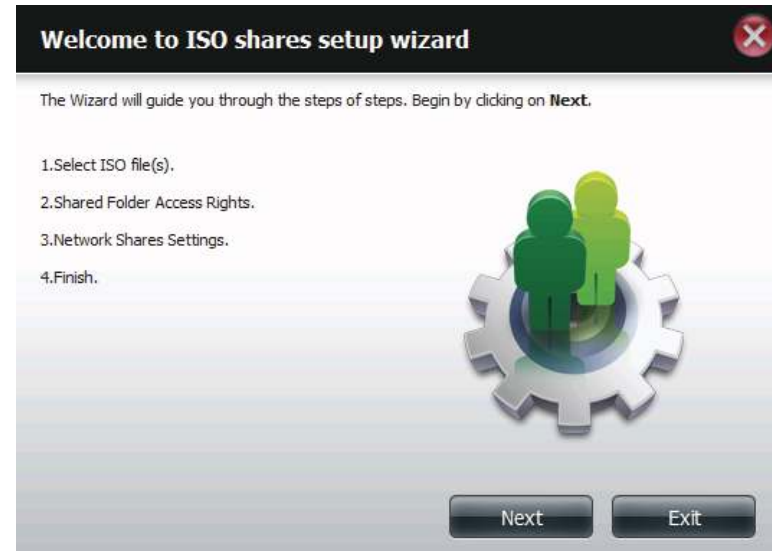 Welcome to ISO shares setup wizard
The Wizard will guide you through the steps of steps. Begin by clicking on Next.
1.Select ISO file(s).
2.Shared Folder Access Rights.
3.Network Shares Settings.
4.Finish.
Next Exit